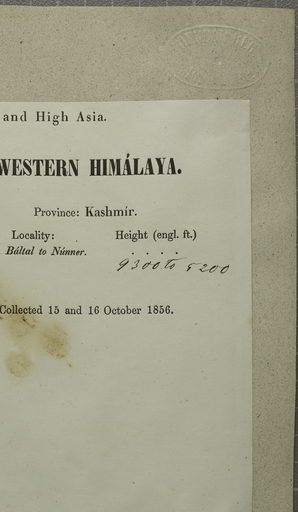 and High Asia.
WESTERN HIMÁLAYA.
Province: Kashmír.
Locality: Height (engl. ft.)
Báltal to Núnner. 9300 to 5200
Collected 15 and 16 October 1856.